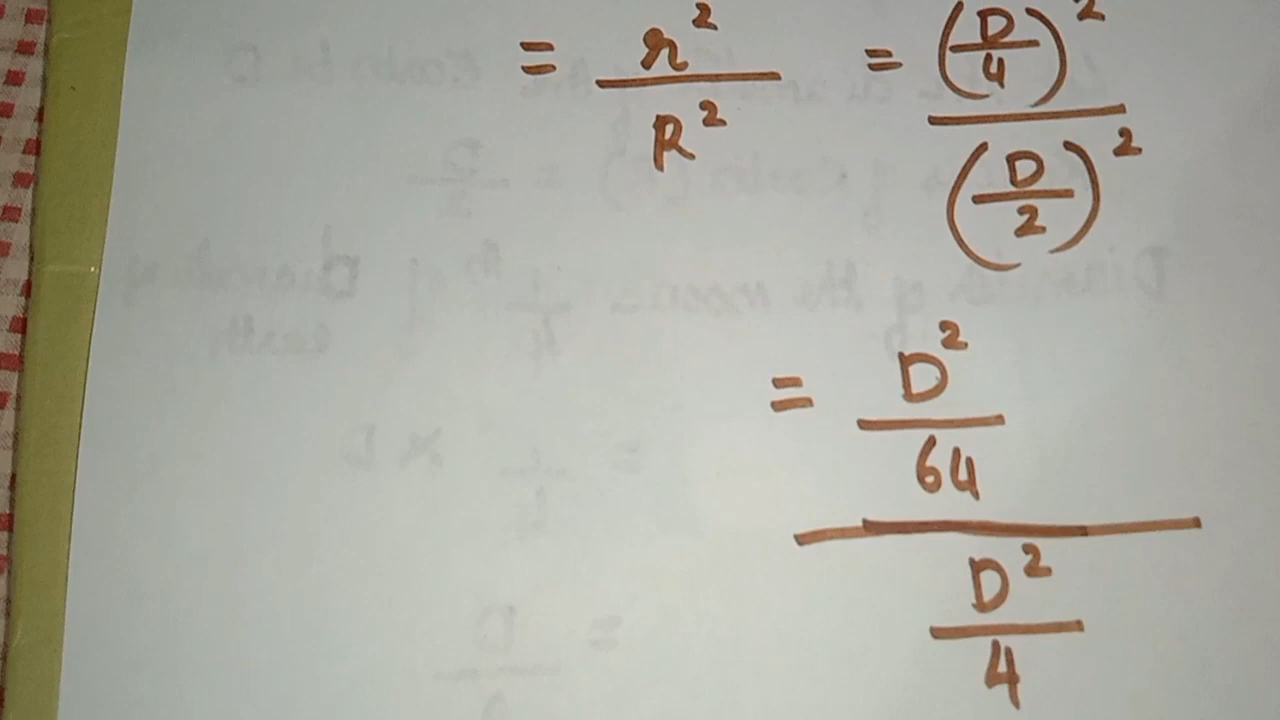 = r² / R² = (D/4)² / (D/2)²
= D²/64 / D²/4